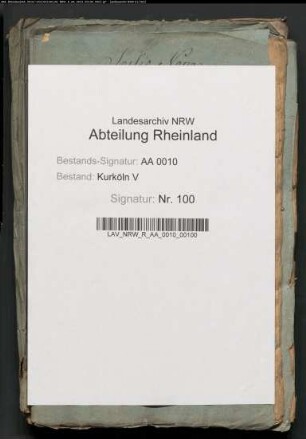 Landesarchiv NRW
Abteilung Rheinland
Bestands-Signatur: AA 0010
Bestand: Kurköln V
Signatur: Nr. 100
LAV_NRW_R_AA_0010_00100